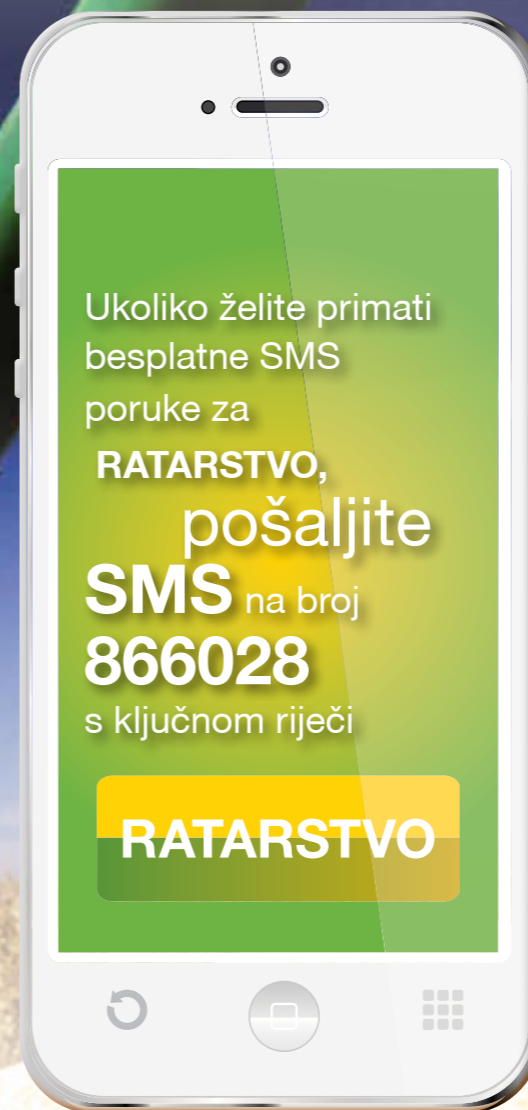 Ukoliko želite primati
besplatne SMS
poruke za
RATARSTVO,
pošaljite
SMS na broj
866028
s ključnom riječi
RATARSTVO